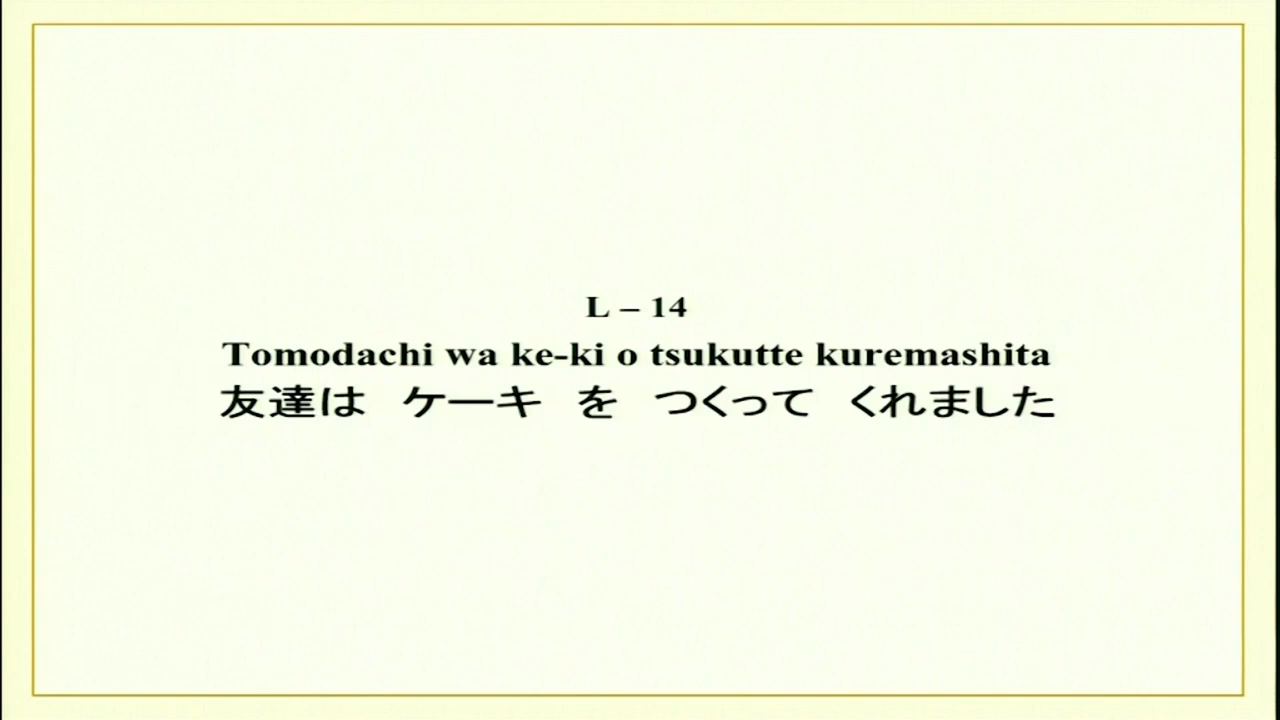 L – 14
Tomodachi wa ke-ki o tsukutte kuremashita
友達は　ケーキ　を　つくって　くれました